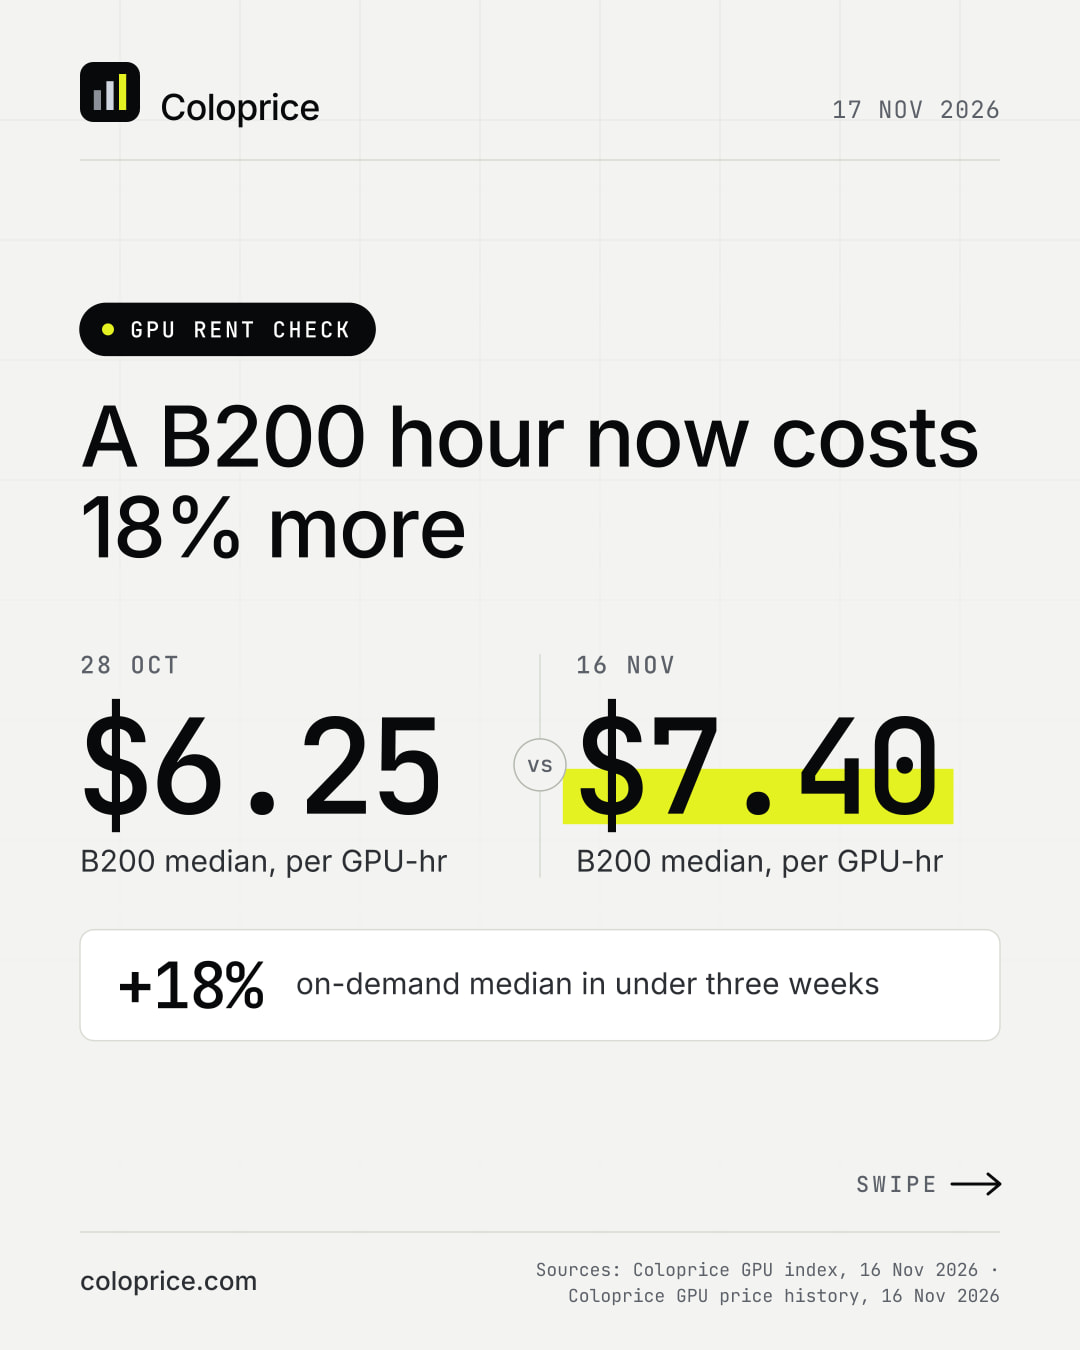 Coloprice
17 NOV 2026
GPU RENT CHECK
A B200 hour now costs
18% more
28 OCT
$6.25
B200 median, per GPU-hr
VS
16 NOV
$7.40
B200 median, per GPU-hr
+18% on-demand median in under three weeks
SWIPE
coloprice.com
Sources: Coloprice GPU index, 16 Nov 2026 ·
Coloprice GPU price history, 16 Nov 2026